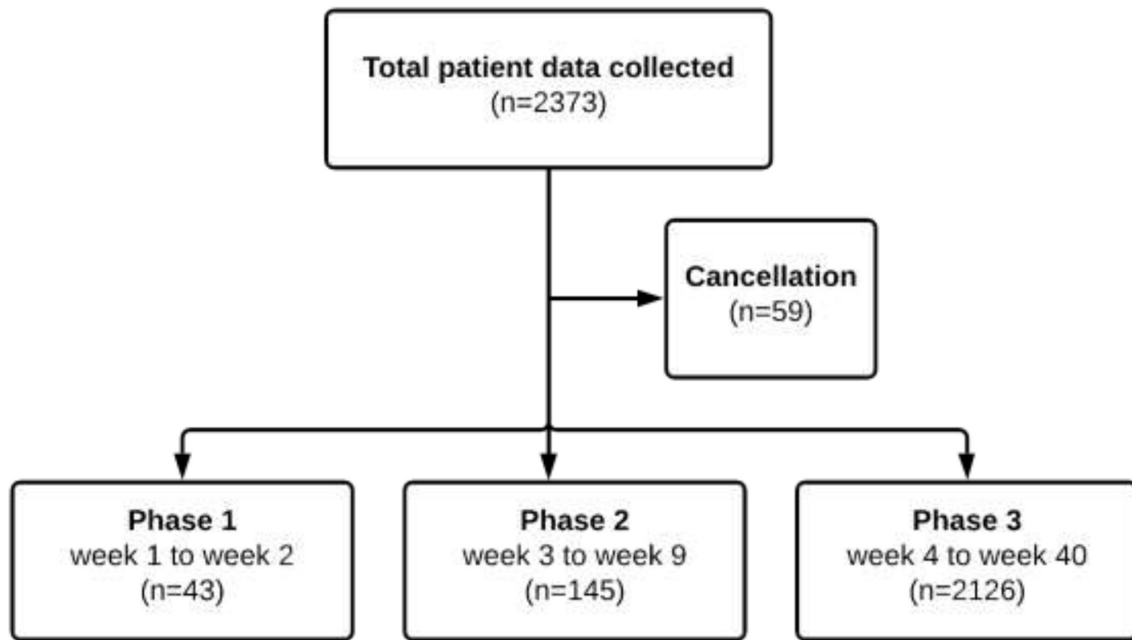 Total patient data collected
(n=2373)
Cancellation
(n=59)
Phase 1
week 1 to week 2
(n=43)
Phase 2
week 3 to week 9
(n=145)
Phase 3
week 4 to week 40
(n=2126)